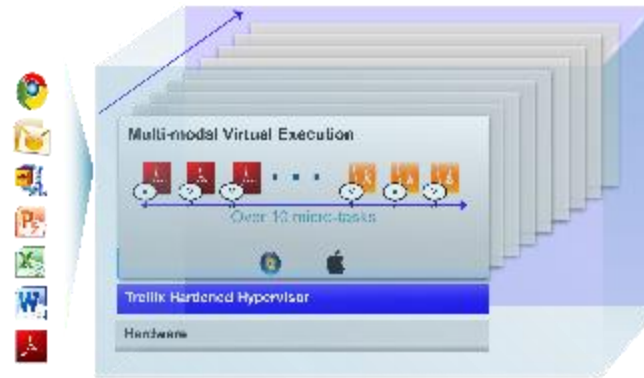 Multi-modal Virtual Execution
Over 10 micro-tasks
Trellix Hardened Hypervisor
Hardware